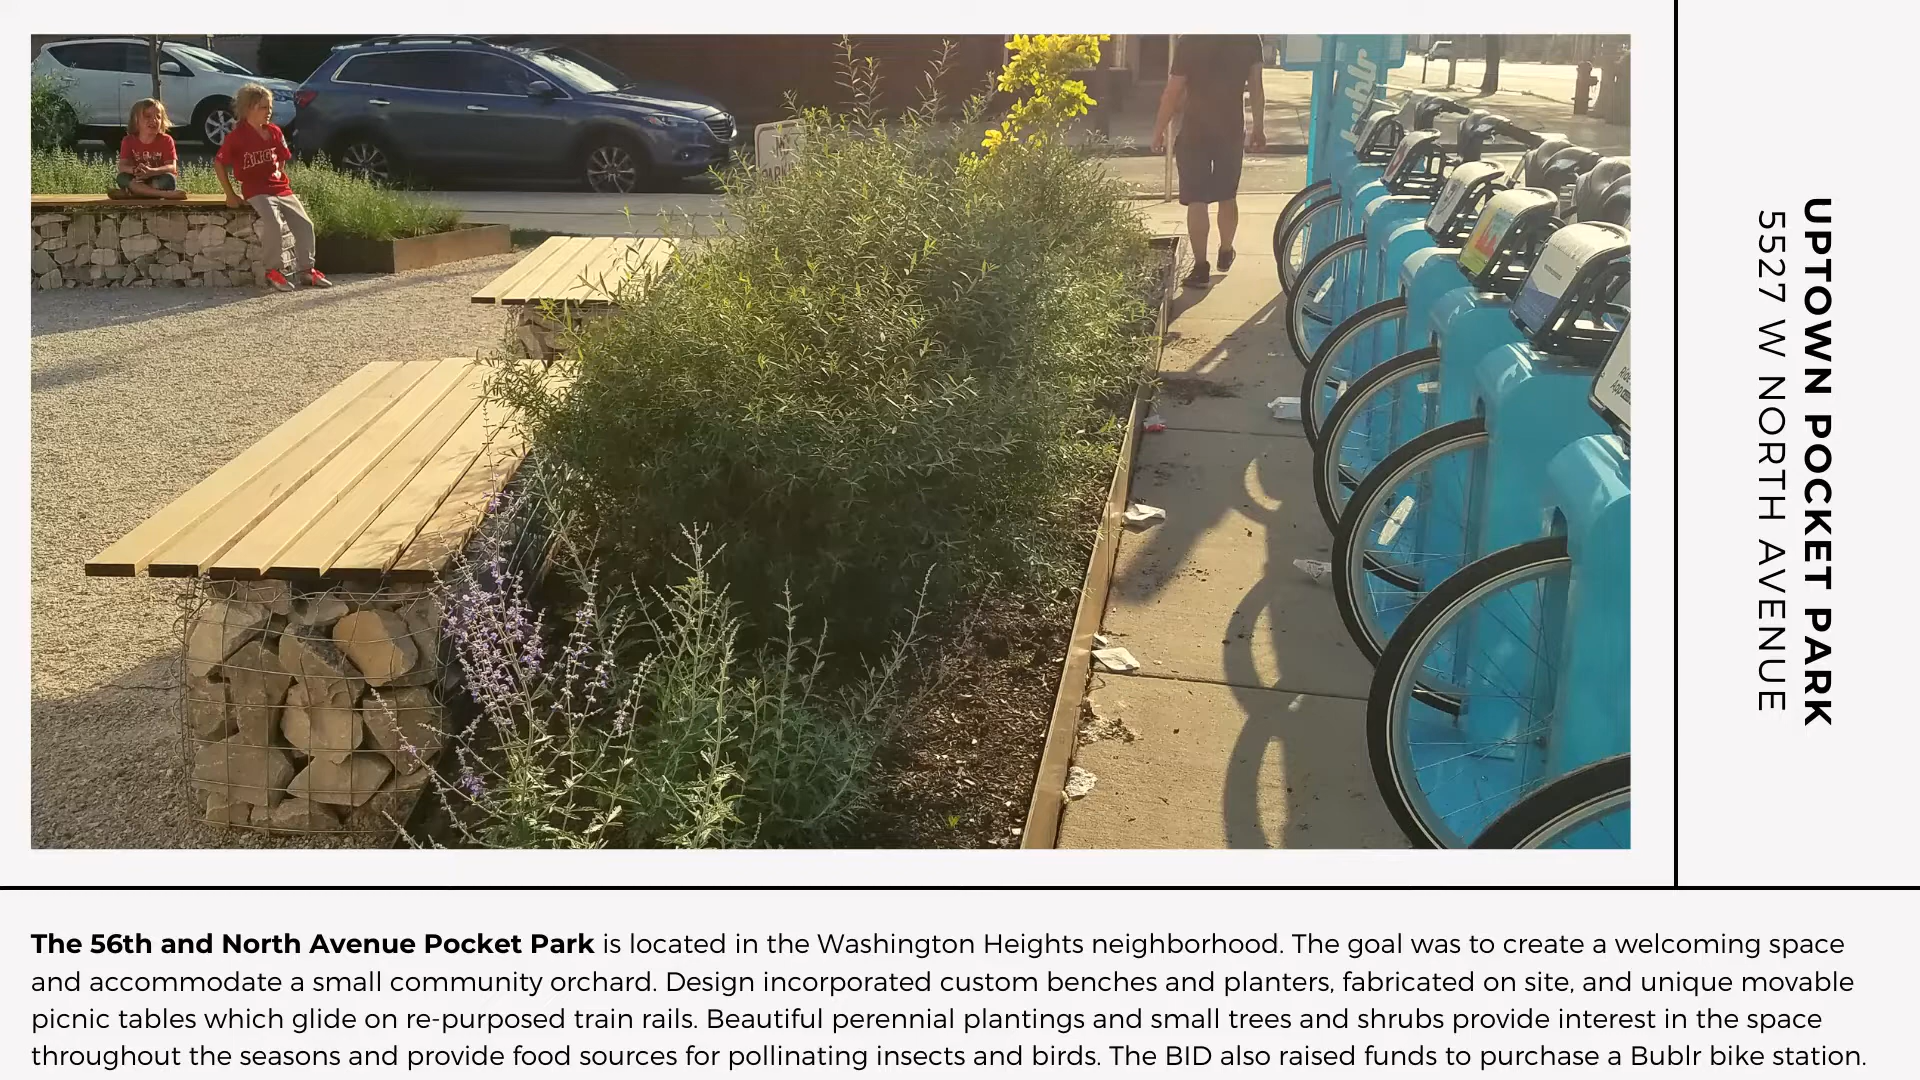 bublr
UPTOWN POCKET PARK
5527 W NORTH AVENUE
The 56th and North Avenue Pocket Park is located in the Washington Heights neighborhood. The goal was to create a welcoming space
and accommodate a small community orchard. Design incorporated custom benches and planters, fabricated on site, and unique movable
picnic tables which glide on re-purposed train rails. Beautiful perennial plantings and small trees and shrubs provide interest in the space
throughout the seasons and provide food sources for pollinating insects and birds. The BID also raised funds to purchase a Bublr bike station.